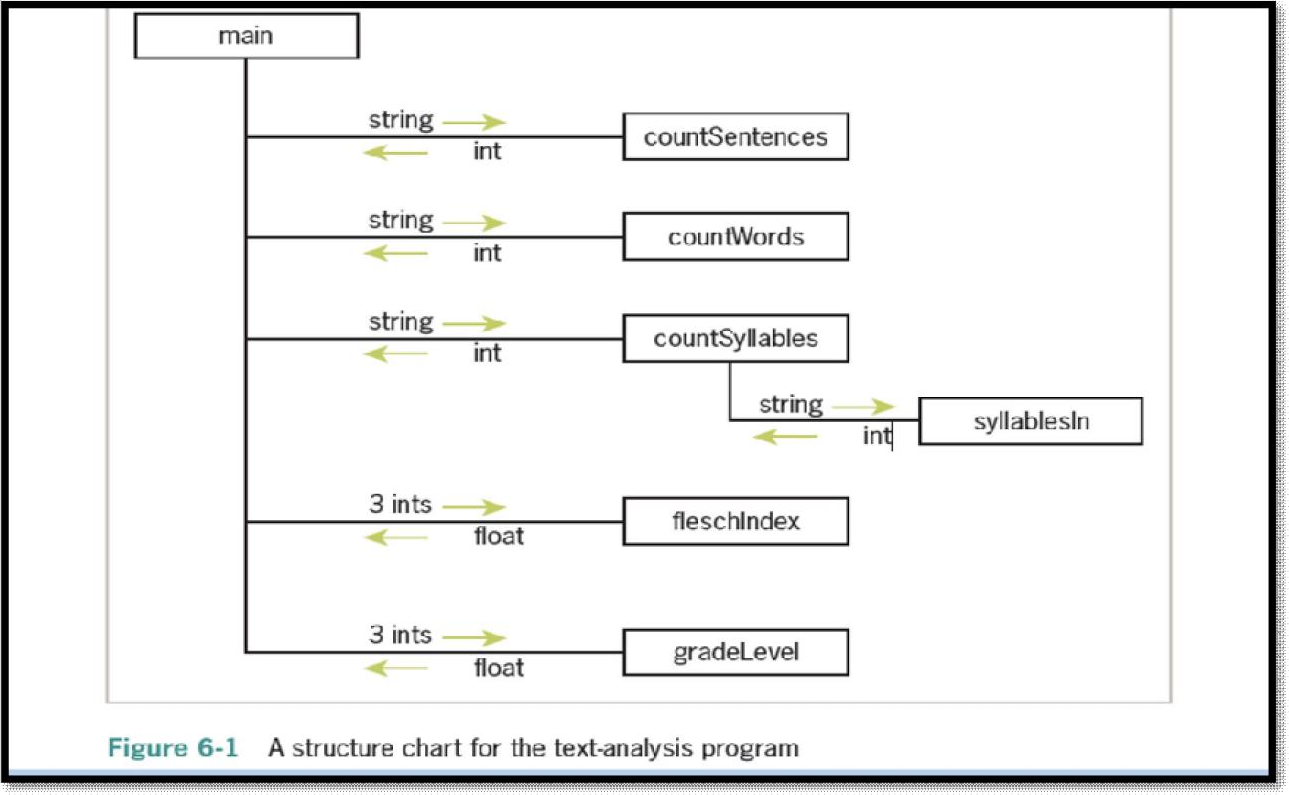 main
string
countSentences
int
string
countWords
int
string
countSyllables
int
string
syllablesIn
int
3 ints
fleschIndex
float
3 ints
gradeLevel
float
Figure 6-1 A structure chart for the text-analysis program